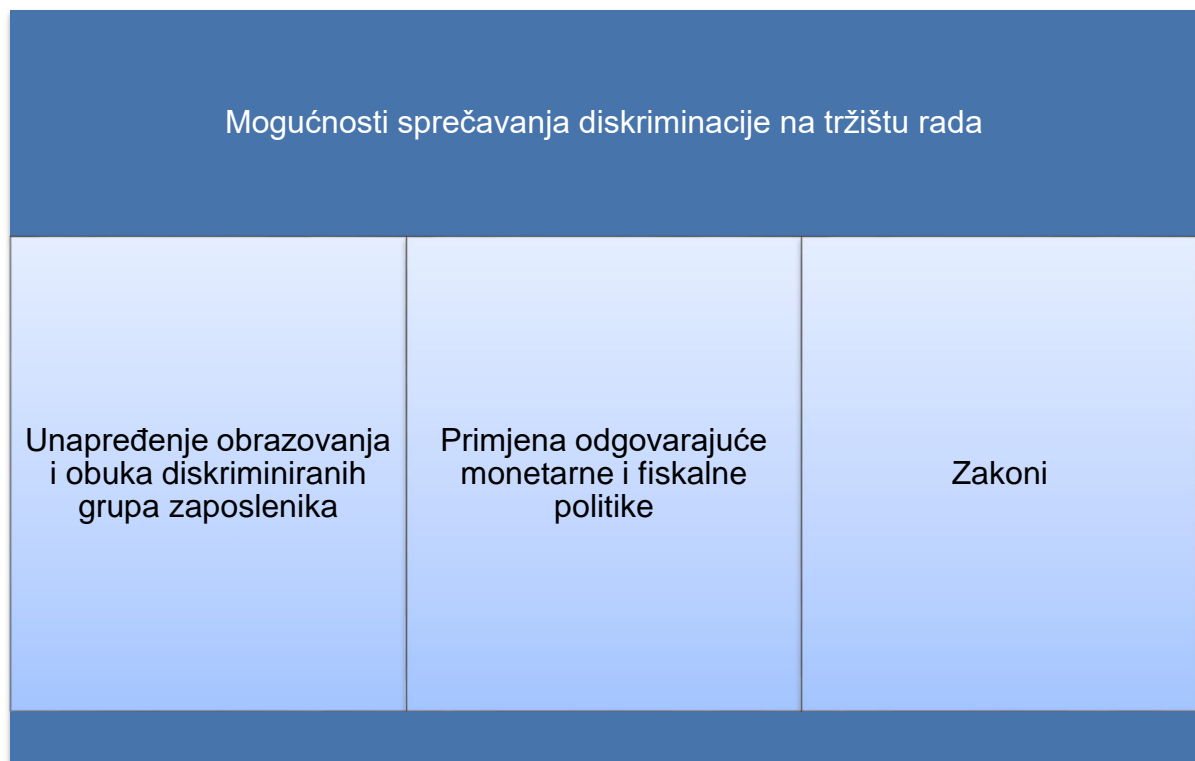 Mogućnosti sprečavanja diskriminacije na tržištu rada
Unapređenje obrazovanja
i obuka diskriminiranih
grupa zaposlenika
Primjena odgovarajuće
monetarne i fiskalne
politike
Zakoni